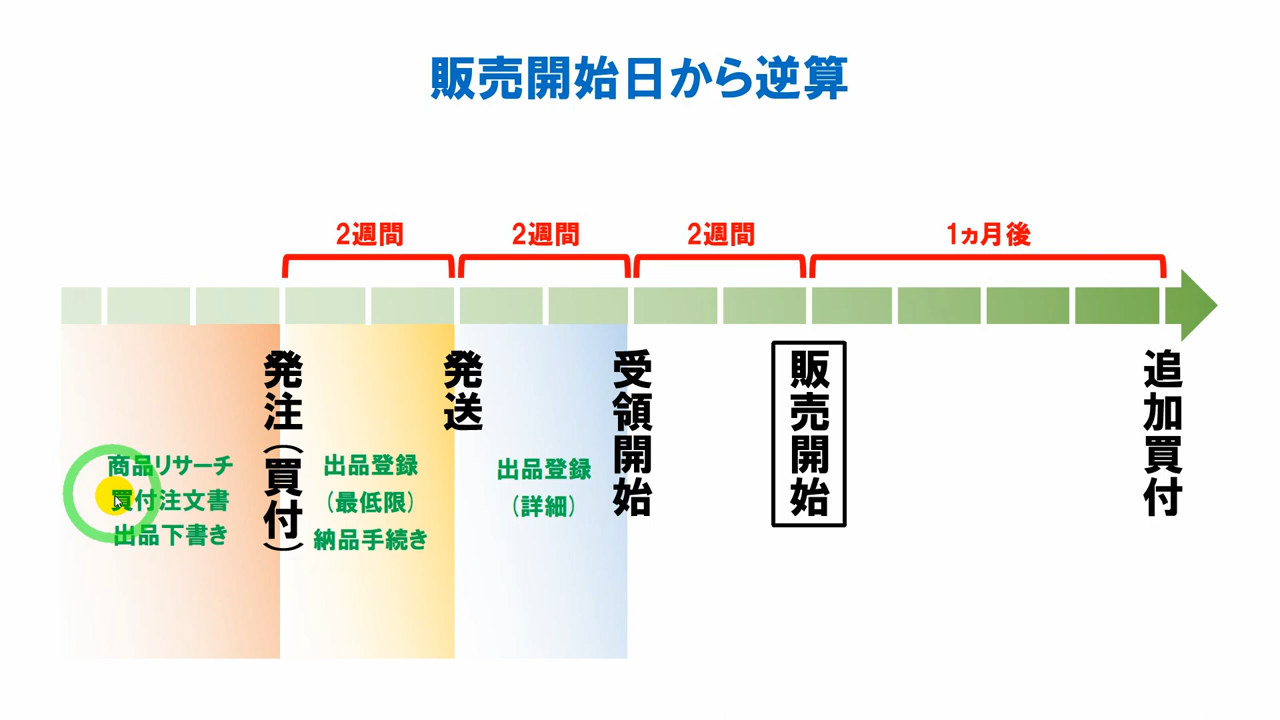 販売開始日から逆算
2週間
2週間
2週間
1ヵ月後
発注(買付)
発送
受領開始
販売開始
追加買付
商品リサーチ
買付注文書
出品下書き
出品登録
(最低限)
納品手続き
出品登録
(詳細)